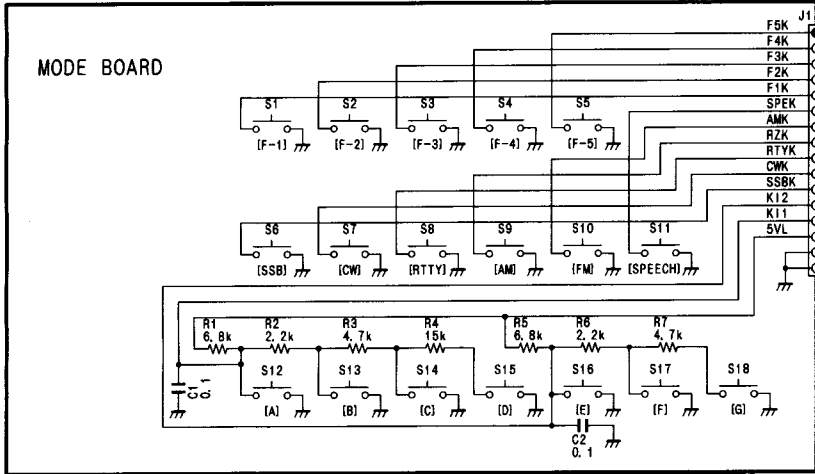 J1
F5K
F4K
MODE BOARD
F3K
F2K
F1K
S1 S2 S3 S4 S5
SPEK
AMK
[F-1] [F-2] [F-3] [F-4] [F-5]
RZK
RTYK
CWK
SSBK
KI2
KI1
S6 S7 S8 S9 S10 S11
5VL
[SSB] [CW] [RTTY] [AM] [FM] [SPEECH]
R1 R2 R3 R4 R5 R6 R7
6.8k 2.2k 4.7k 15k 6.8k 2.2k 4.7k
S12 S13 S14 S15 S16 S17 S18
C1
0.1
[A] [B] [C] [D] [E] [F] [G]
C2
0.1